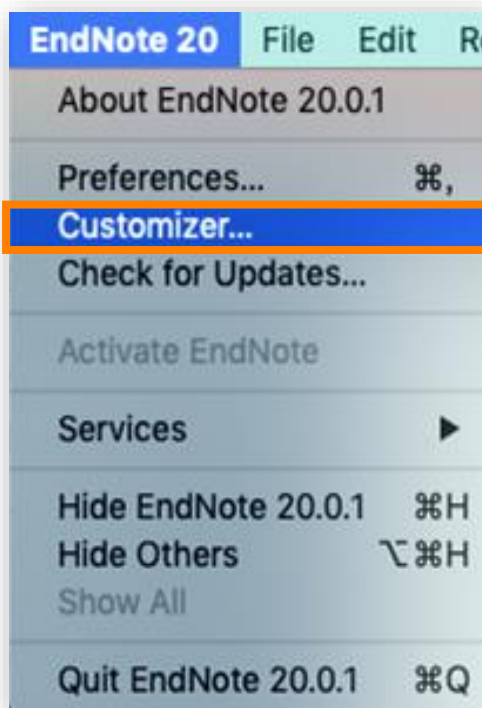 EndNote 20 File Edit
About EndNote 20.0.1
Preferences... ⌘,
Customizer...
Check for Updates...
Activate EndNote
Services ▶
Hide EndNote 20.0.1 ⌘H
Hide Others ⌥⌘H
Show All
Quit EndNote 20.0.1 ⌘Q